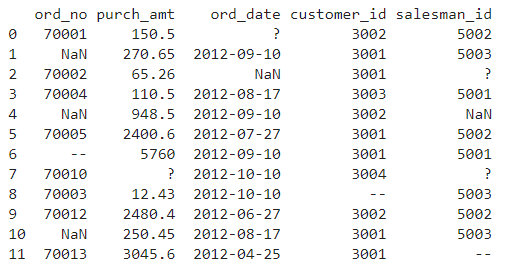 ord_no purch_amt ord_date customer_id salesman_id
0 70001 150.5 ? 3002 5002
1 NaN 270.65 2012-09-10 3001 5003
2 70002 65.26 NaN 3001 ?
3 70004 110.5 2012-08-17 3003 5001
4 NaN 948.5 2012-09-10 3002 NaN
5 70005 2400.6 2012-07-27 3001 5002
6 -- 5760 2012-09-10 3001 5001
7 70010 ? 2012-10-10 3004 ?
8 70003 12.43 2012-10-10 -- 5003
9 70012 2480.4 2012-06-27 3002 5002
10 NaN 250.45 2012-08-17 3001 5003
11 70013 3045.6 2012-04-25 3001 --